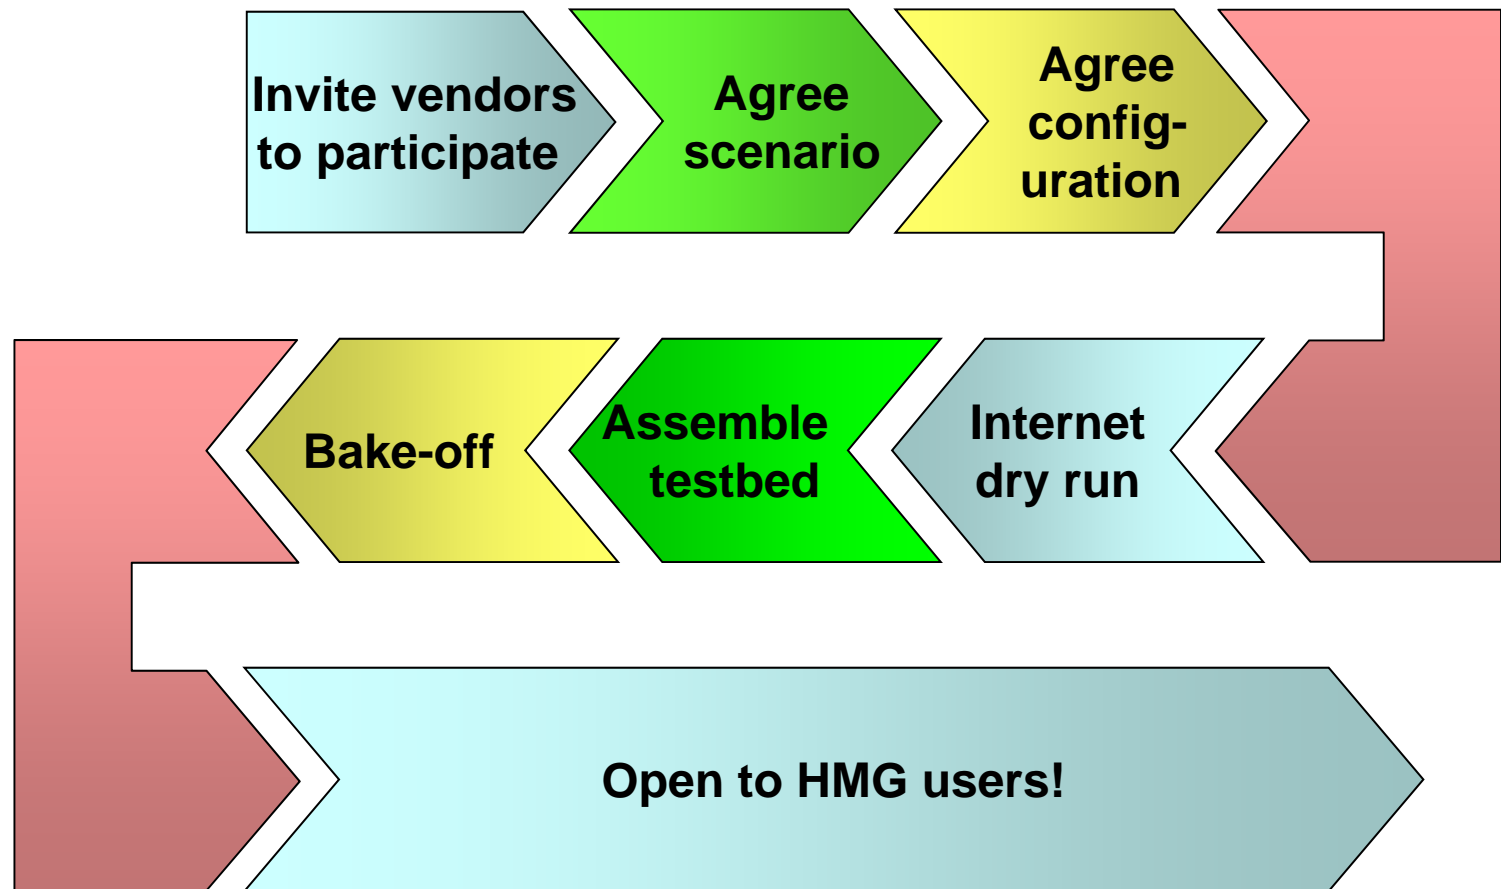 Invite vendors
to participate
Agree
scenario
Agree
config-
uration
Internet
dry run
Assemble
testbed
Bake-off
Open to HMG users!